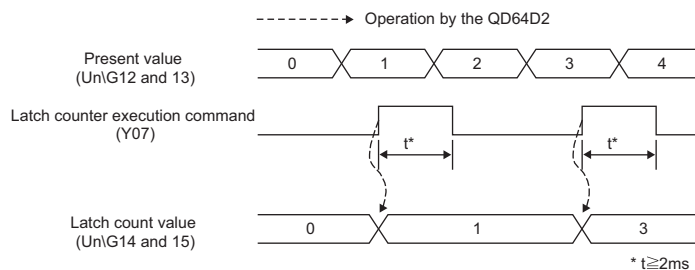 Operation by the QD64D2
Present value
(Un\G12 and 13)
0 1 2 3 4
Latch counter execution command
(Y07)
t* t*
Latch count value
(Un\G14 and 15)
0 1 3
* t≧2ms